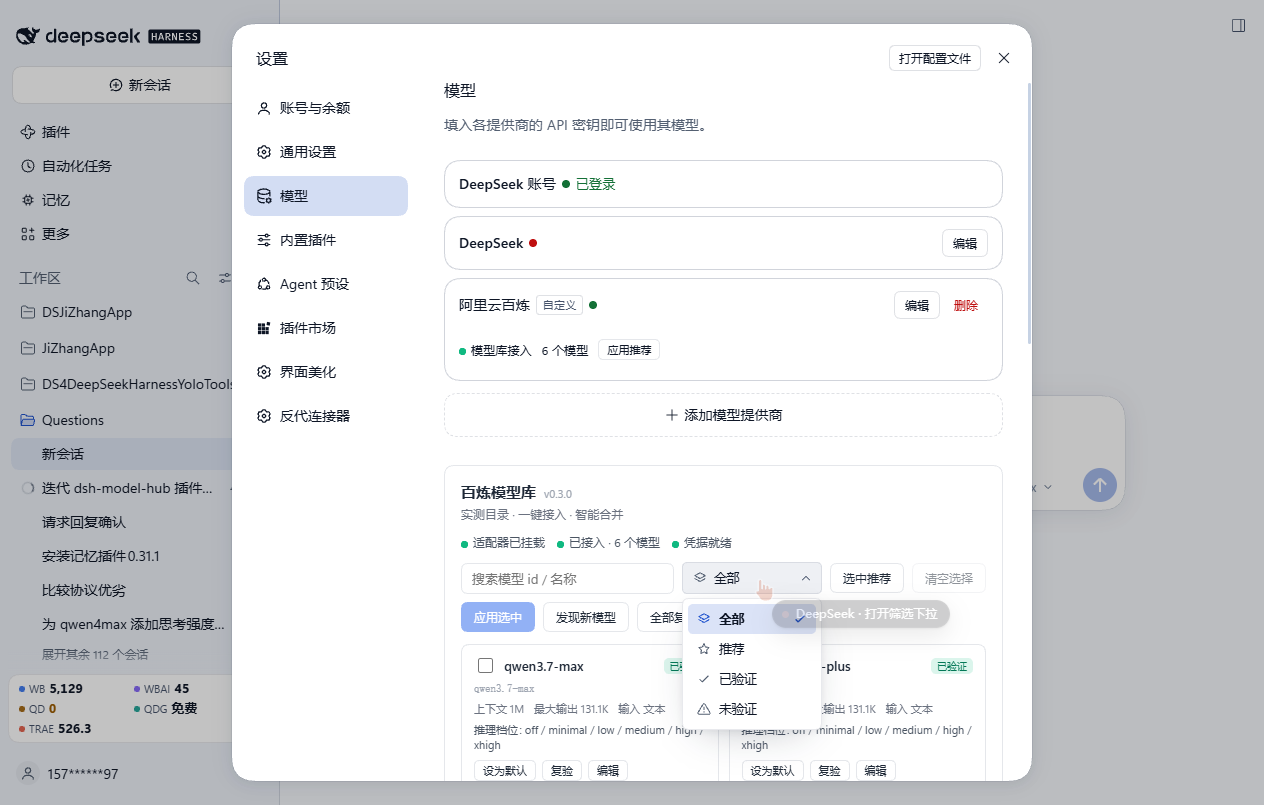 deepseek HARNESS
新会话
插件
自动化任务
记忆
更多
工作区
DSJiZhangApp
JiZhangApp
DS4DeepSeekHarnessYoloTools
Questions
新会话
迭代 dsh-model-hub 插件...
请求回复确认
安装记忆插件0.31.1
比较协议优劣
为 qwen4max 添加思考强度...
展开其余 112 个会话
WB 5,129 WBAI 45
QD 0 QDG 免费
TRAE 526.3
157******97
设置
打开配置文件
账号与余额
通用设置
模型
内置插件
Agent 预设
插件市场
界面美化
反代连接器
模型
填入各提供商的 API 密钥即可使用其模型。
DeepSeek 账号 已登录
DeepSeek 编辑
阿里云百炼 自定义 编辑 删除
模型库接入 6 个模型 应用推荐
添加模型提供商
百炼模型库 v0.3.0
实测目录 · 一键接入 · 智能合并
适配器已挂载 已接入 · 6 个模型 凭据就绪
搜索模型 id / 名称 全部 选中推荐 清空选择
应用选中 发现新模型 全部复
DeepSeek · 打开筛选下拉
全部
推荐
已验证
未验证
qwen3.7-max
qwen3.7-max
上下文 1M 最大输出 131.1K 输入 文本
推理档位: off / minimal / low / medium / high /
xhigh
设为默认 复验 编辑
-plus 已验证
输出 131.1K 输入 文本
推理档位: off / minimal / low / medium / high /
xhigh
设为默认 复验 编辑